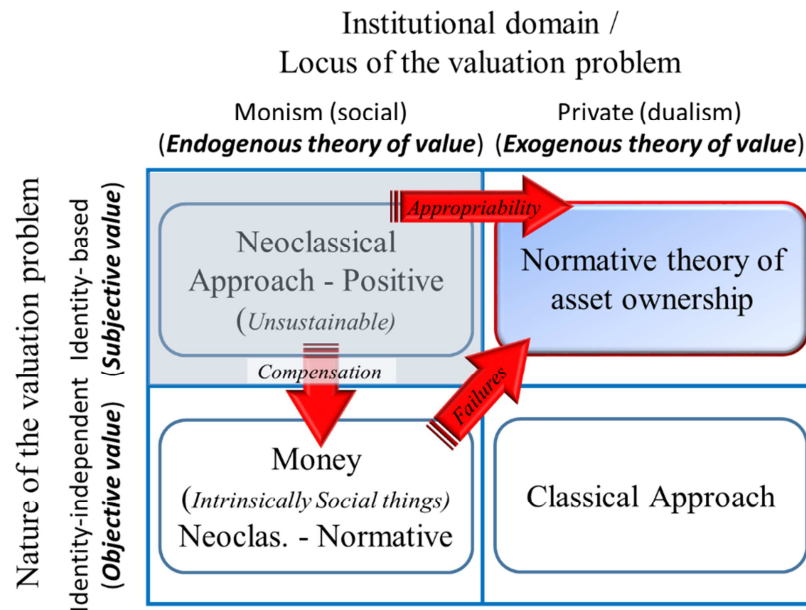 Institutional domain /
Locus of the valuation problem
Monism (social)
(Endogenous theory of value)
Private (dualism)
(Exogenous theory of value)
Nature of the valuation problem
Identity- based
(Subjective value)
Appropriability
Neoclassical
Approach - Positive
(Unsustainable)
Normative theory of
asset ownership
Compensation
Failures
Identity-independent
(Objective value)
Money
(Intrinsically Social things)
Neoclas. - Normative
Classical Approach